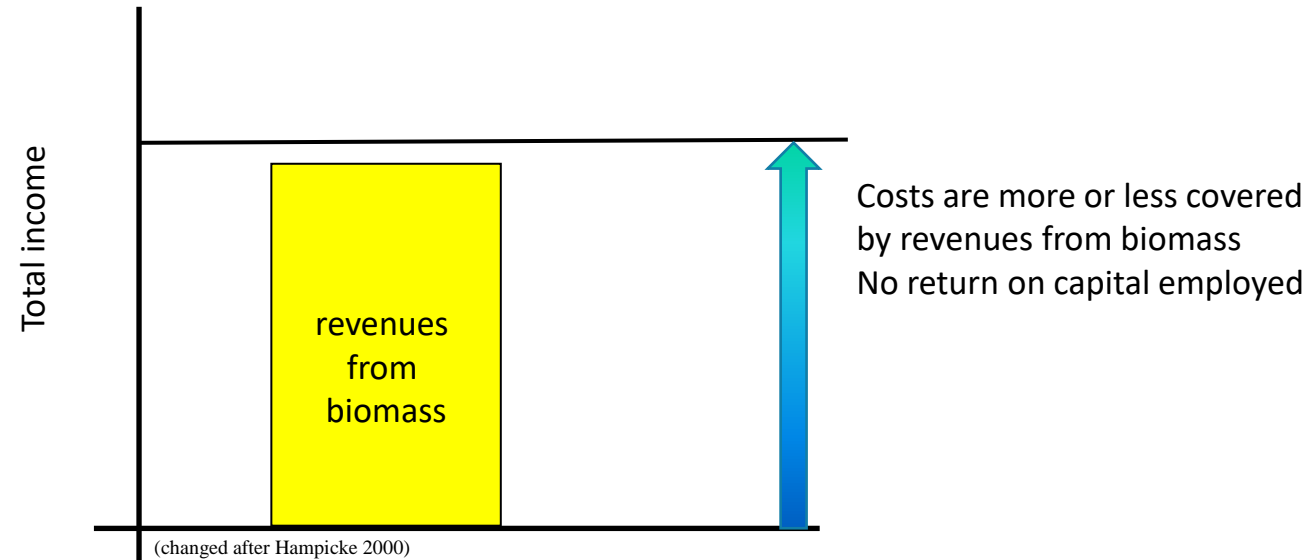 Total income
revenues
from
biomass
Costs are more or less covered
by revenues from biomass
No return on capital employed
(changed after Hampicke 2000)